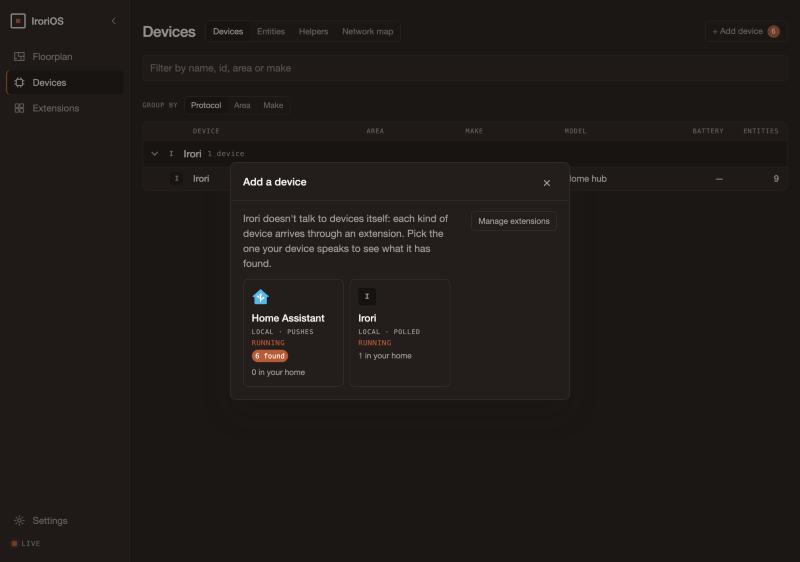 IroriOS
Floorplan
Devices
Extensions
Settings
LIVE
Devices
Devices Entities Helpers Network map
+ Add device 6
Filter by name, id, area or make
GROUP BY Protocol Area Make
DEVICE AREA MAKE MODEL BATTERY ENTITIES
I Irori 1 device
I Irori ome hub — 9
Add a device
Irori doesn't talk to devices itself: each kind of
device arrives through an extension. Pick the
one your device speaks to see what it has
found.
Manage extensions
Home Assistant
LOCAL · PUSHES
RUNNING
6 found
0 in your home
I
Irori
LOCAL · POLLED
RUNNING
1 in your home